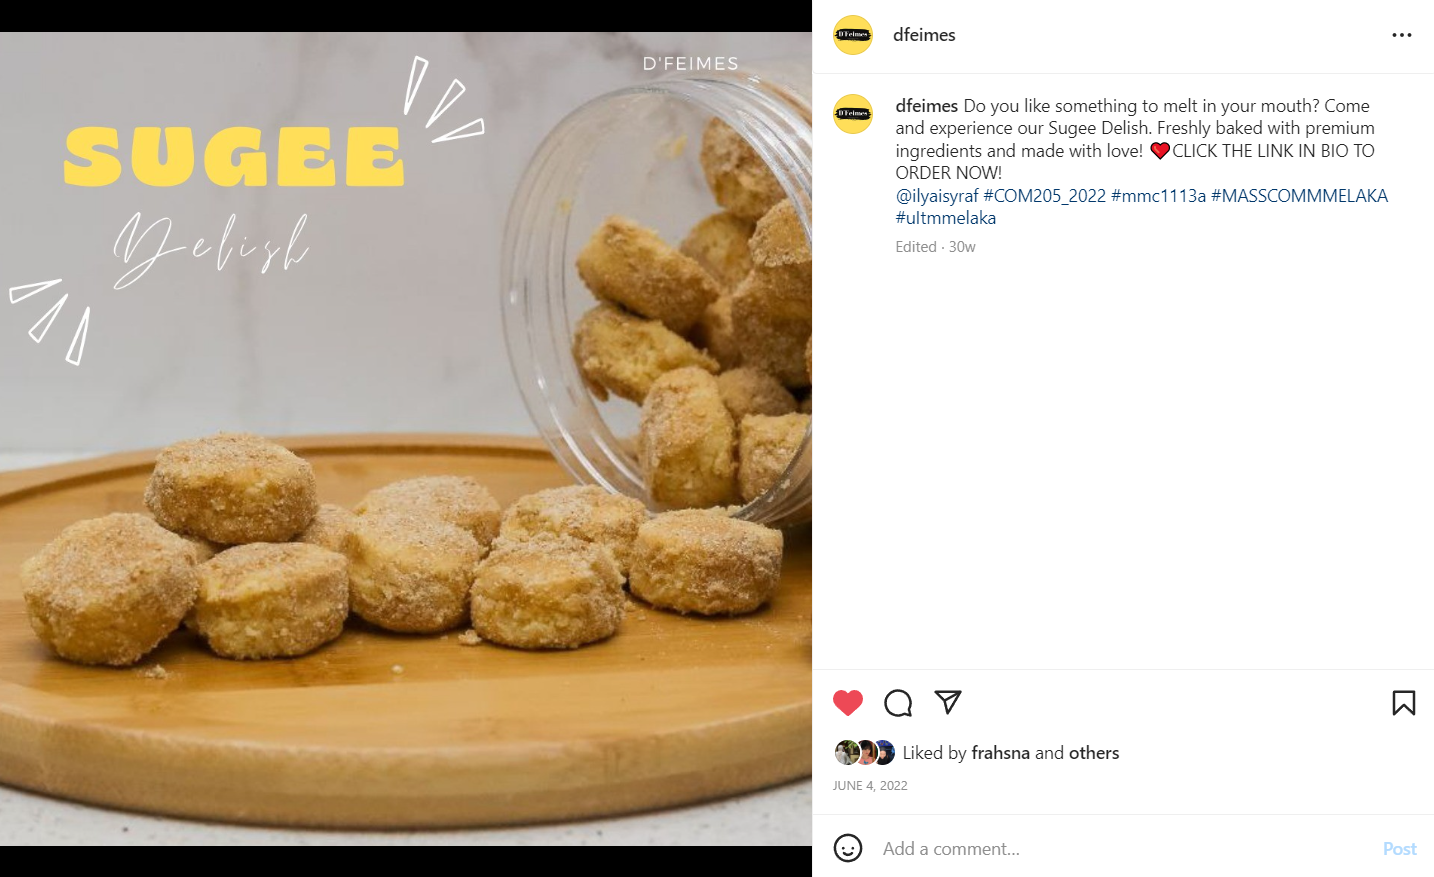 D'FEIMES
SUGEE
Delish
D'Feimes
dfeimes
D'Feimes
dfeimes Do you like something to melt in your mouth? Come
and experience our Sugee Delish. Freshly baked with premium
ingredients and made with love! ❤️CLICK THE LINK IN BIO TO
ORDER NOW!
@ilyaisyraf #COM205_2022 #mmc1113a #MASSCOMMMELAKA
#uitmmelaka
Edited · 30w
Liked by frahsna and others
JUNE 4, 2022
Add a comment...
Post